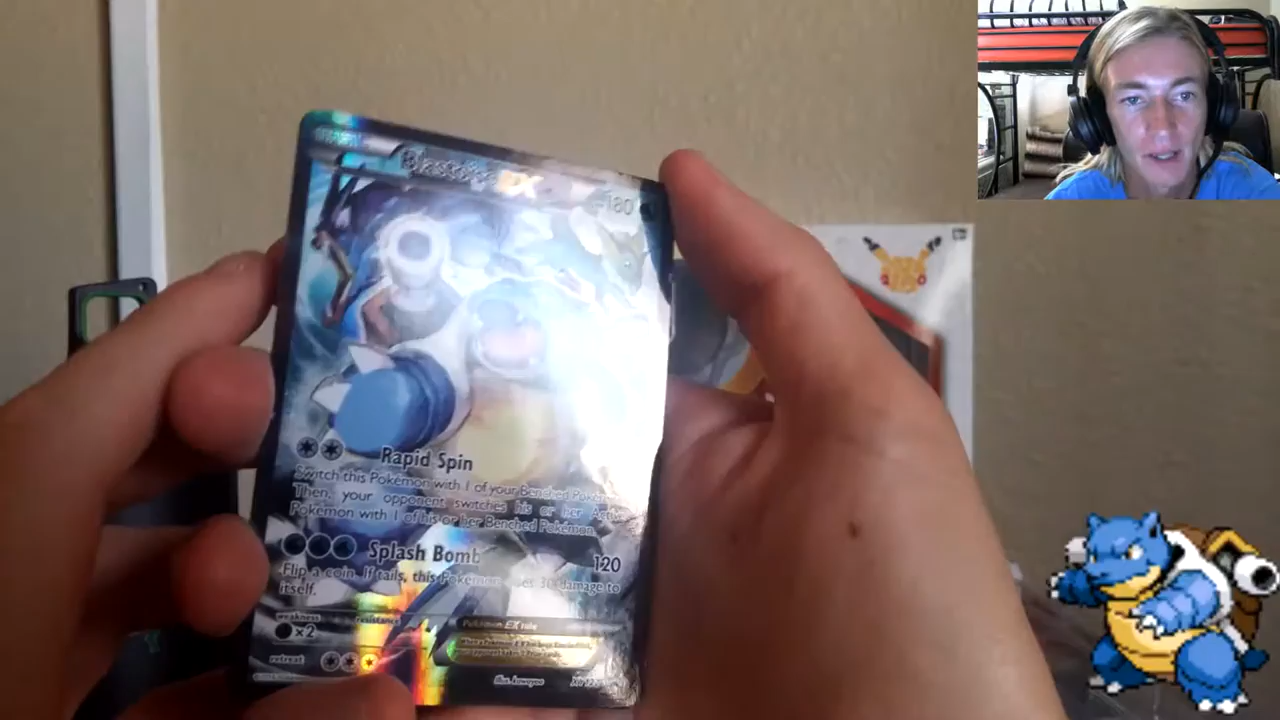 Blastoise EX
180
Rapid Spin
Switch this Pokémon with 1 of your Benched Pokémon.
Then, your opponent switches his or her Active
Pokémon with 1 of his or her Benched Pokémon.
Splash Bomb 120
Flip a coin. If tails, this Pokémon does 30 damage to
itself.
weakness resistance
×2
Pokémon EX rule
retreat
Illus. kawayoo